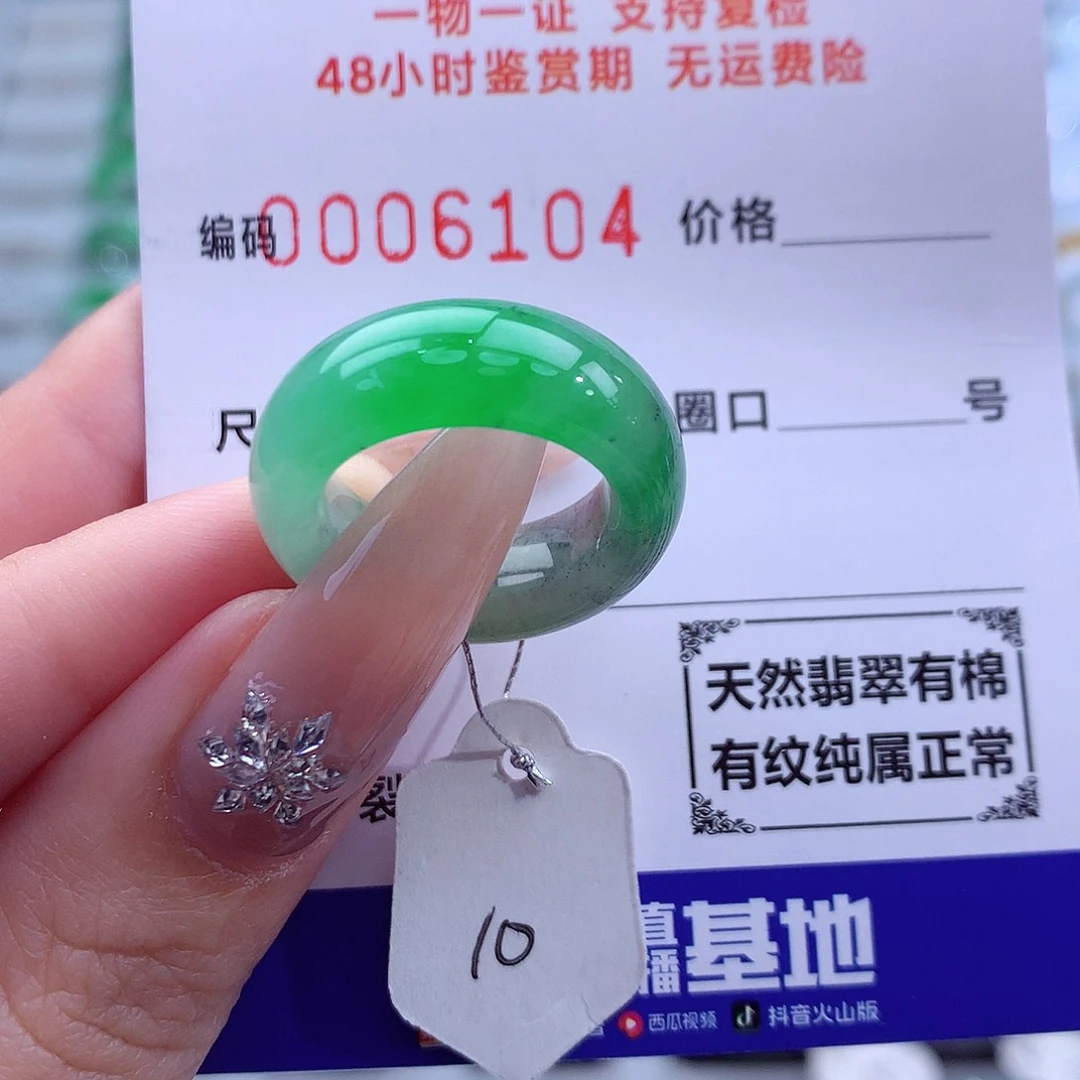 一物一证 支持复检
48小时鉴赏期 无运费险
编码0006104 价格
尺
圈口 号
天然翡翠有棉
有纹纯属正常
裂
10
直播基地
西瓜视频 抖音火山版